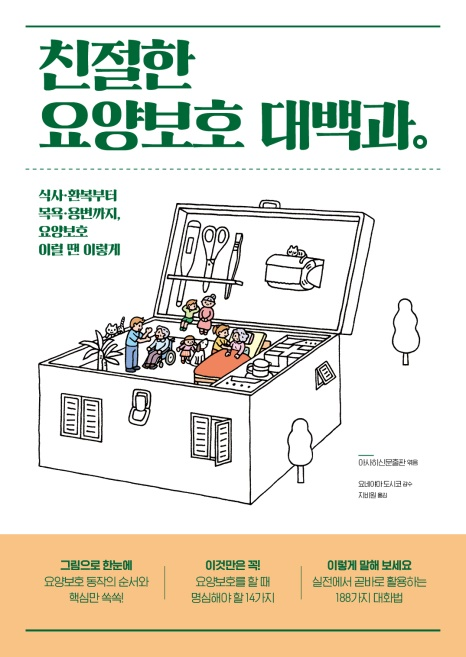 친절한
요양보호 대백과。
식사·환복부터
목욕·용변까지,
요양보호
이럴 땐 이렇게
아사히신문출판 엮음
요네야마 도시코 감수
지비원 옮김
그림으로 한눈에
요양보호 동작의 순서와
핵심만 쏙쏙!
이것만은 꼭!
요양보호를 할 때
명심해야 할 14가지
이렇게 말해 보세요
실전에서 곧바로 활용하는
188가지 대화법